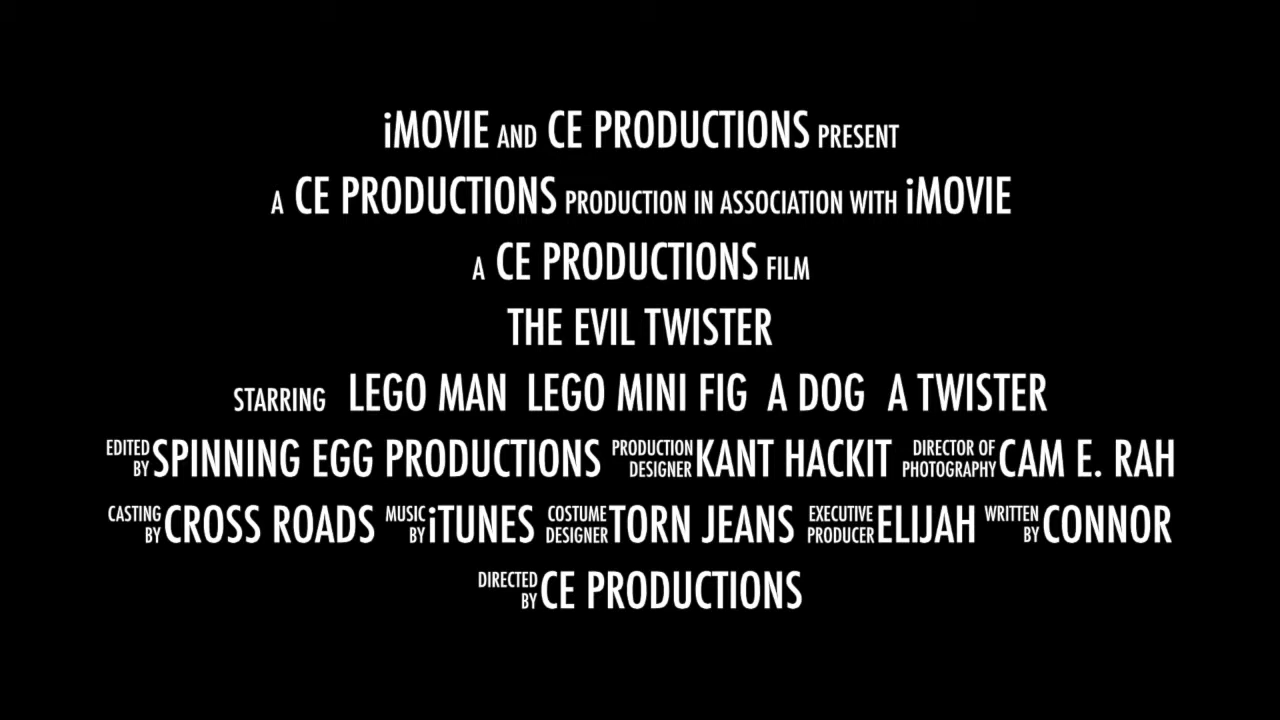 iMOVIE AND CE PRODUCTIONS PRESENT
A CE PRODUCTIONS PRODUCTION IN ASSOCIATION WITH iMOVIE
A CE PRODUCTIONS FILM
THE EVIL TWISTER
STARRING LEGO MAN LEGO MINI FIG A DOG A TWISTER
EDITED BY SPINNING EGG PRODUCTIONS PRODUCTION DESIGNER KANT HACKIT DIRECTOR OF PHOTOGRAPHY CAM E. RAH
CASTING BY CROSS ROADS MUSIC BY iTUNES COSTUME DESIGNER TORN JEANS EXECUTIVE PRODUCER ELIJAH WRITTEN BY CONNOR
DIRECTED BY CE PRODUCTIONS